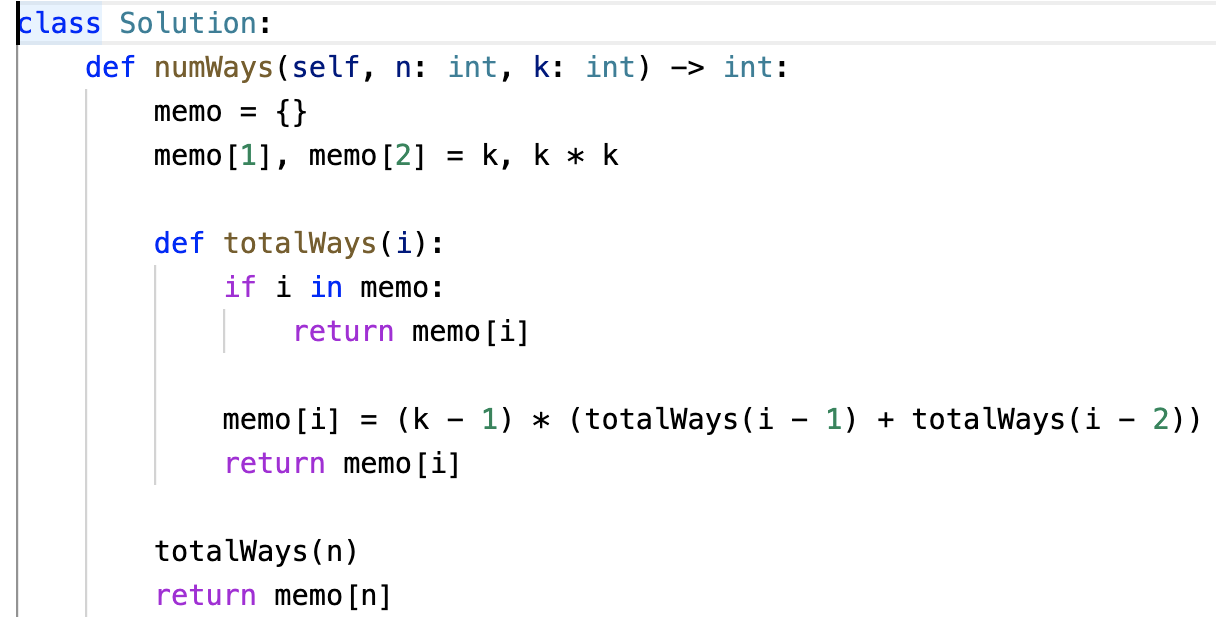 class Solution:
    def numWays(self, n: int, k: int) -> int:
        memo = {}
        memo[1], memo[2] = k, k * k

        def totalWays(i):
            if i in memo:
                return memo[i]

            memo[i] = (k - 1) * (totalWays(i - 1) + totalWays(i - 2))
            return memo[i]

        totalWays(n)
        return memo[n]